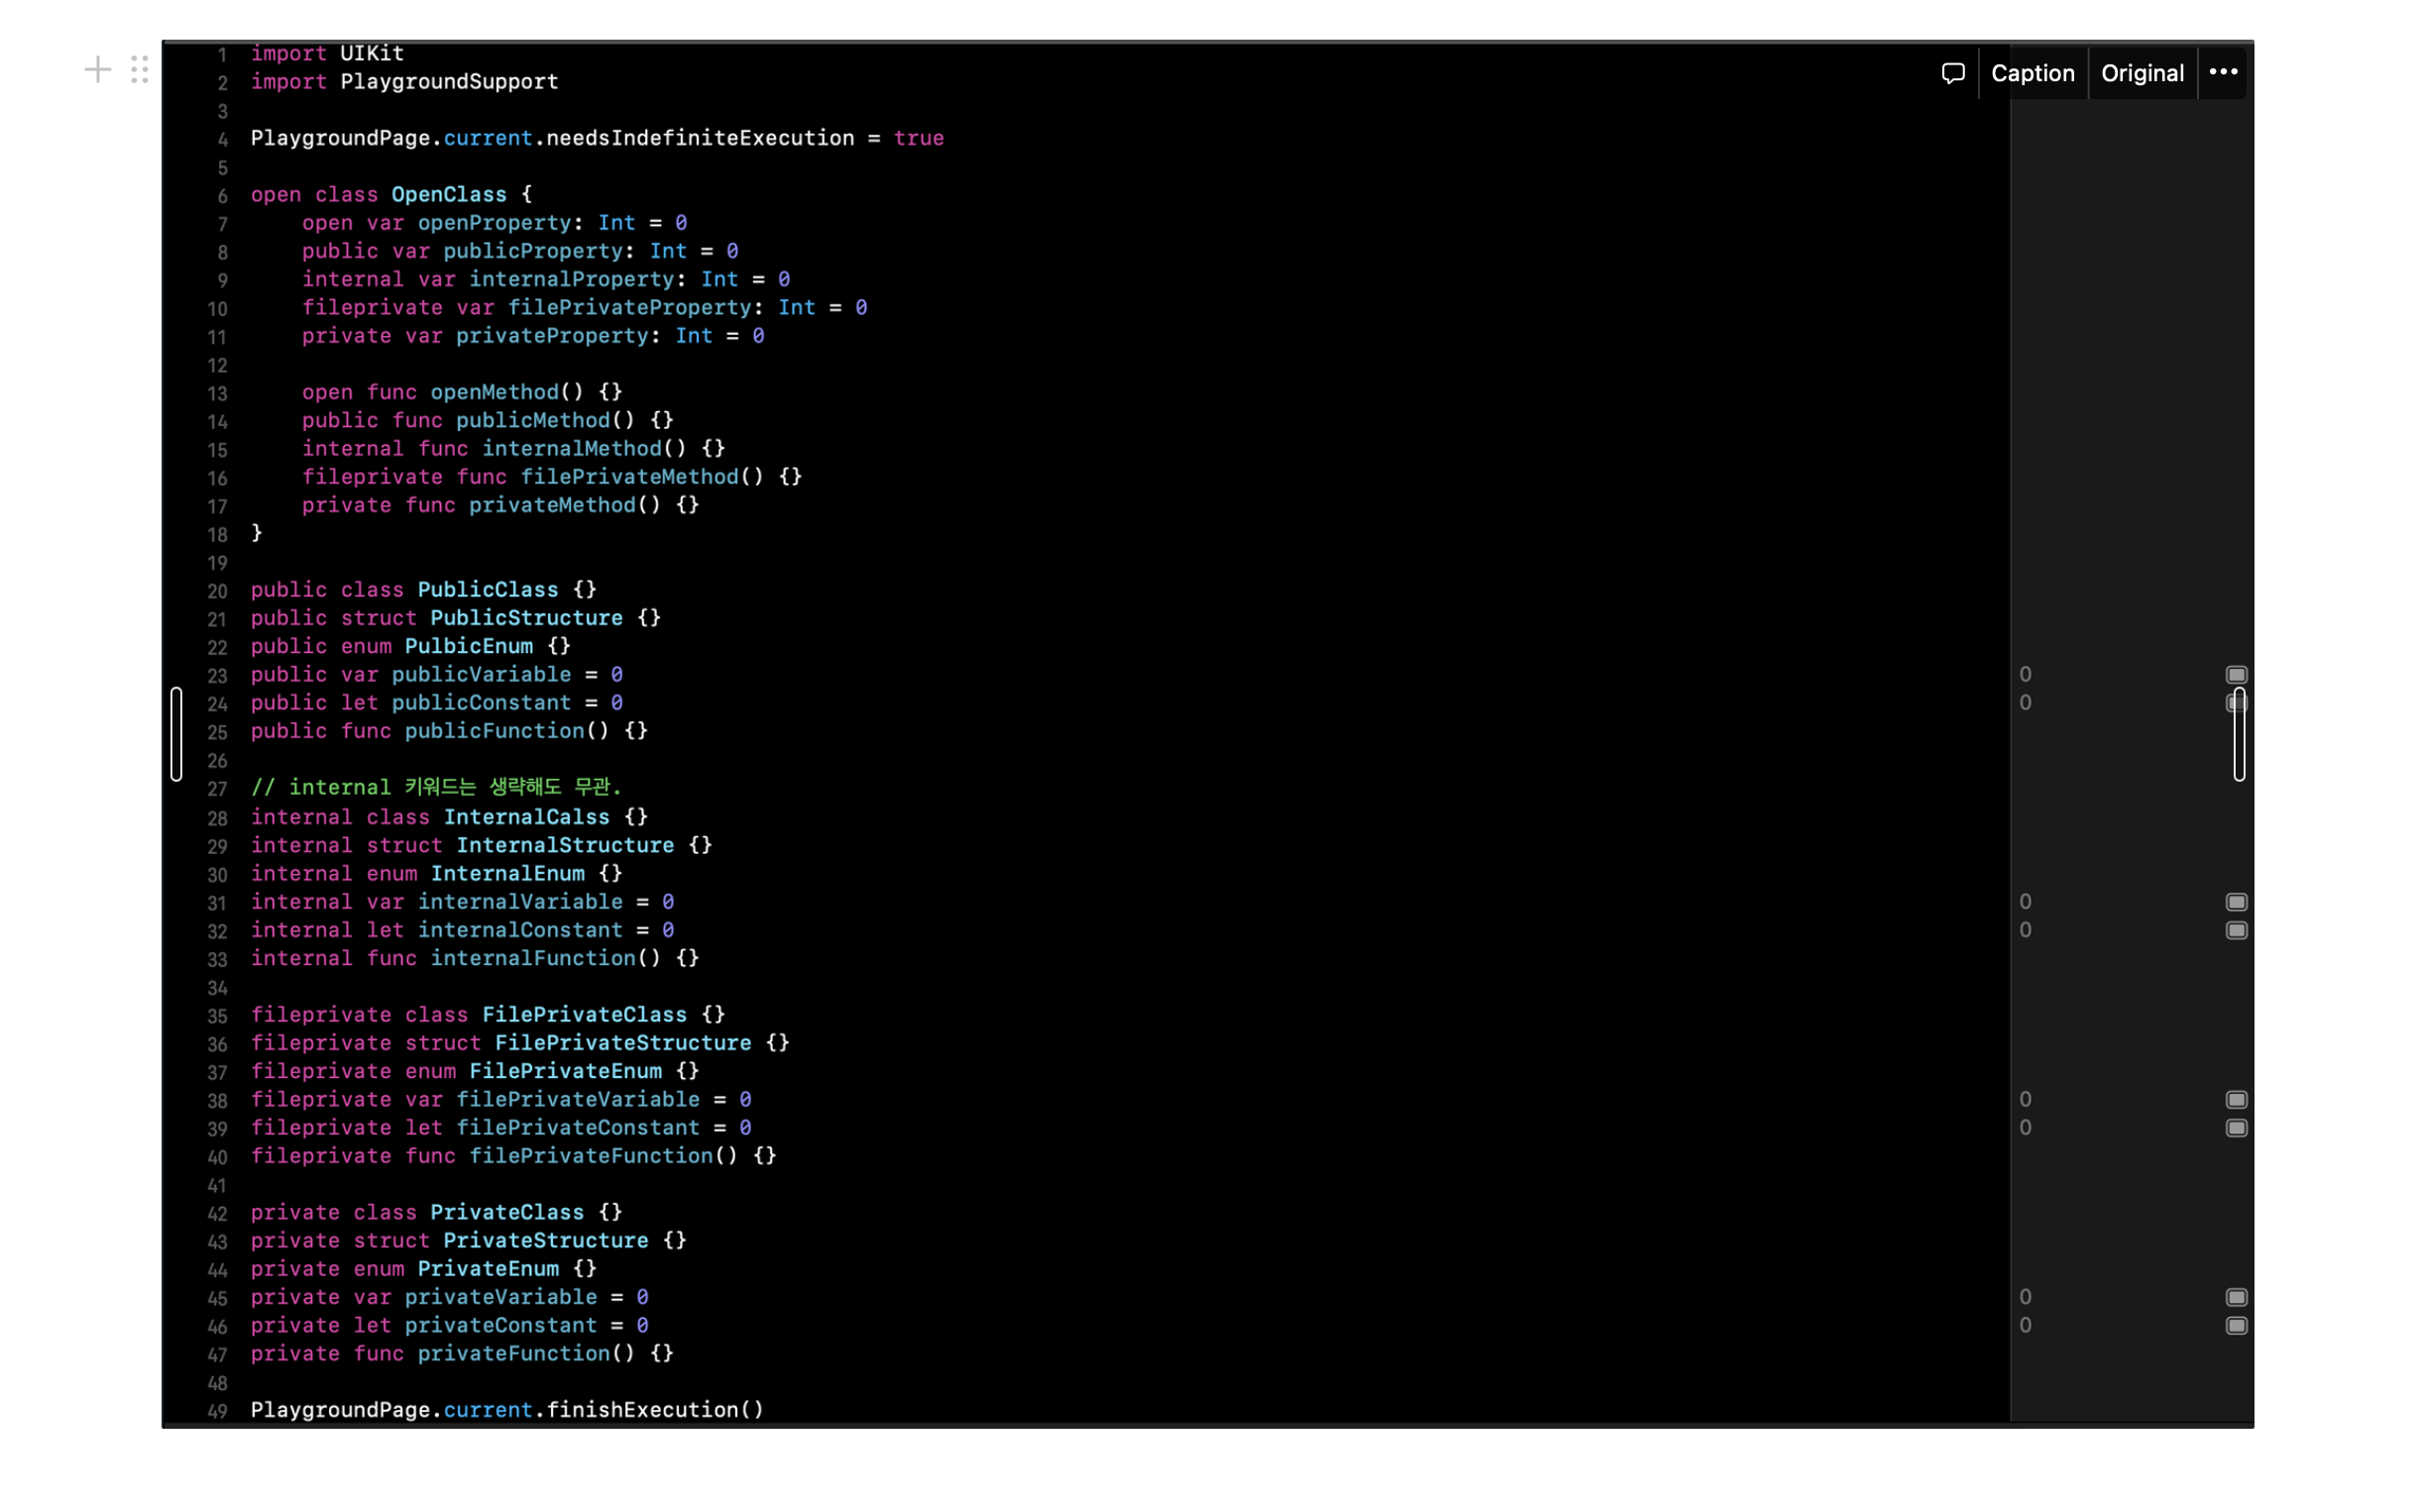 Caption Original •••
1 import UIKit
2 import PlaygroundSupport
3
4 PlaygroundPage.current.needsIndefiniteExecution = true
5
6 open class OpenClass {
7     open var openProperty: Int = 0
8     public var publicProperty: Int = 0
9     internal var internalProperty: Int = 0
10     fileprivate var filePrivateProperty: Int = 0
11     private var privateProperty: Int = 0
12
13     open func openMethod() {}
14     public func publicMethod() {}
15     internal func internalMethod() {}
16     fileprivate func filePrivateMethod() {}
17     private func privateMethod() {}
18 }
19
20 public class PublicClass {}
21 public struct PublicStructure {}
22 public enum PulbicEnum {}
23 public var publicVariable = 0 0
24 public let publicConstant = 0 0
25 public func publicFunction() {}
26
27 // internal 키워드는 생략해도 무관.
28 internal class InternalCalss {}
29 internal struct InternalStructure {}
30 internal enum InternalEnum {}
31 internal var internalVariable = 0 0
32 internal let internalConstant = 0 0
33 internal func internalFunction() {}
34
35 fileprivate class FilePrivateClass {}
36 fileprivate struct FilePrivateStructure {}
37 fileprivate enum FilePrivateEnum {}
38 fileprivate var filePrivateVariable = 0 0
39 fileprivate let filePrivateConstant = 0 0
40 fileprivate func filePrivateFunction() {}
41
42 private class PrivateClass {}
43 private struct PrivateStructure {}
44 private enum PrivateEnum {}
45 private var privateVariable = 0 0
46 private let privateConstant = 0 0
47 private func privateFunction() {}
48
49 PlaygroundPage.current.finishExecution()